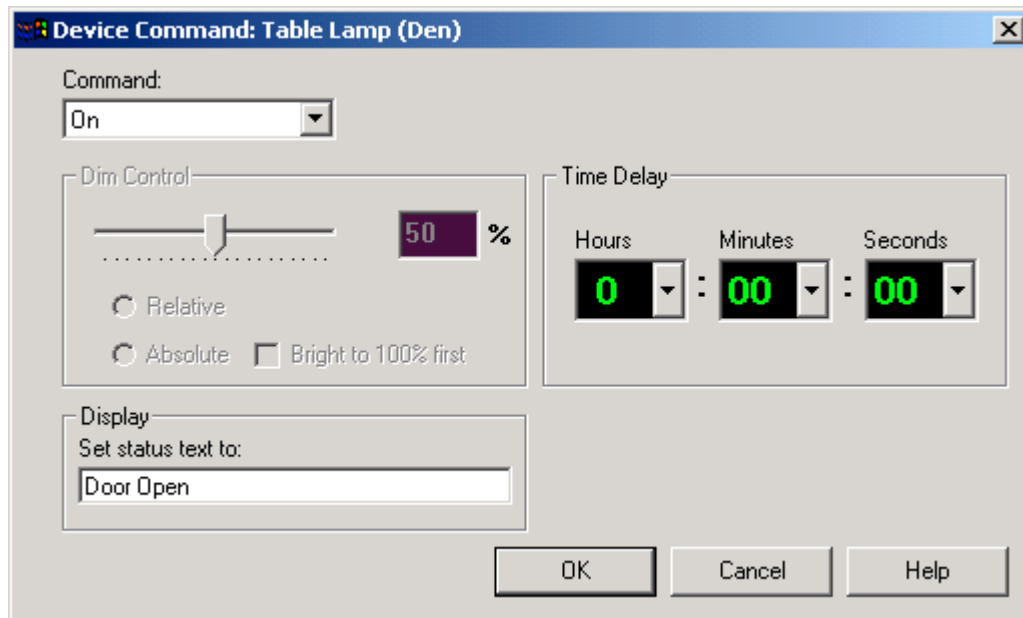 Device Command: Table Lamp (Den)
Command:
On
Dim Control
50 %
Relative
Absolute Bright to 100% first
Time Delay
Hours Minutes Seconds
0 : 00 : 00
Display
Set status text to:
Door Open
OK Cancel Help